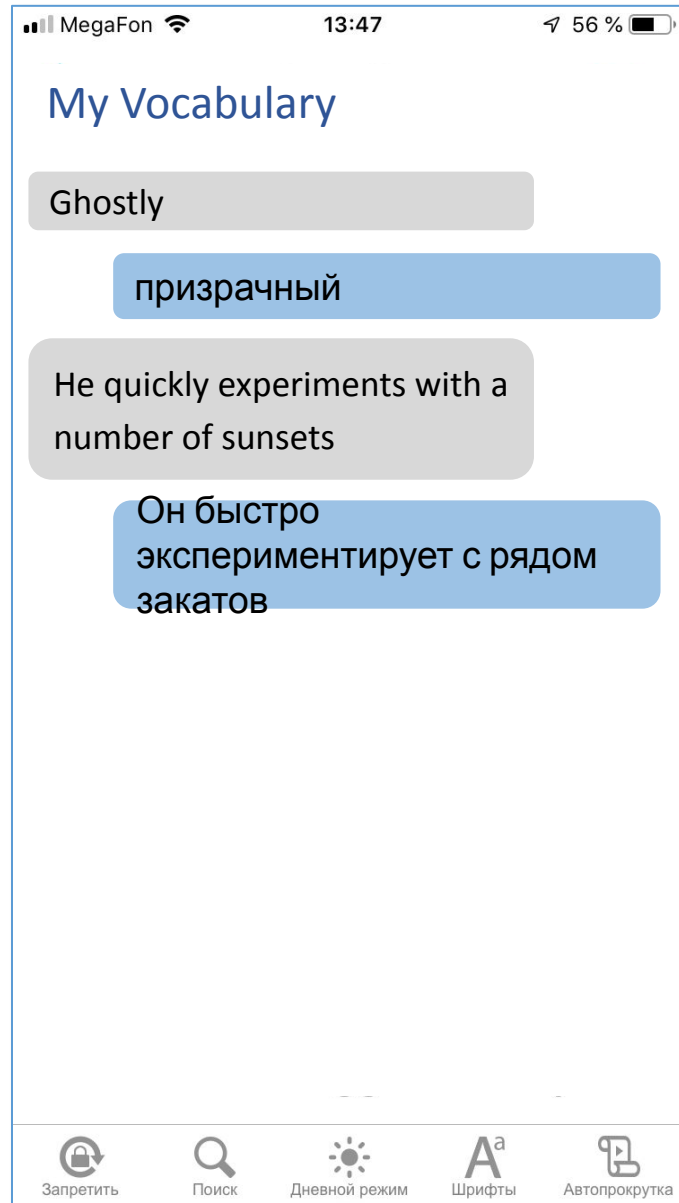 MegaFon 13:47 56 %
My Vocabulary
Ghostly
призрачный
He quickly experiments with a
number of sunsets
Он быстро
экспериментирует с рядом
закатов
Запретить Поиск Дневной режим Aa Шрифты Автопрокрутка